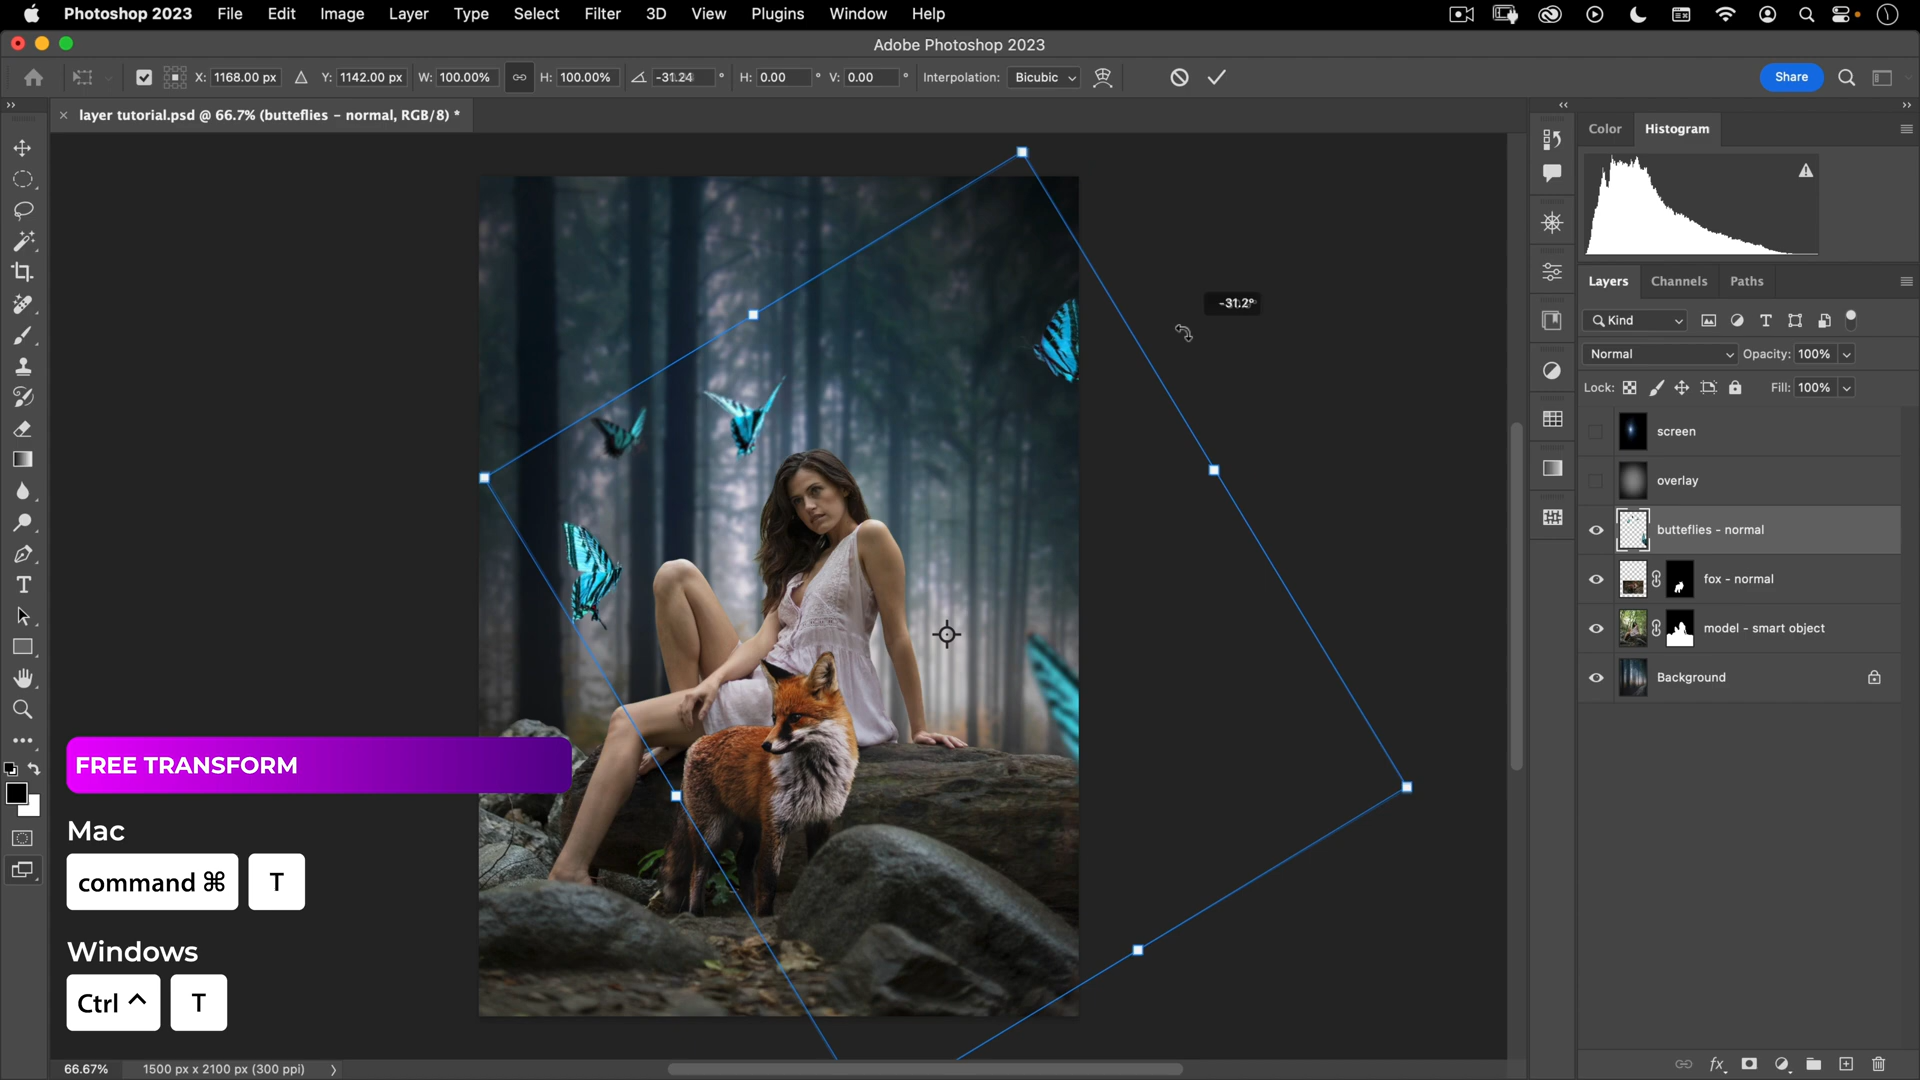 Photoshop 2023 File Edit Image Layer Type Select Filter 3D View Plugins Window Help
Adobe Photoshop 2023
X: 1168.00 px Y: 1142.00 px W: 100.00% H: 100.00% -31.24 ° H: 0.00 ° V: 0.00 ° Interpolation: Bicubic Share
layer tutorial.psd @ 66.7% (buteflies - normal, RGB/8) *
Color Histogram
-31.2°
Layers Channels Paths
Kind
Normal Opacity: 100%
Lock: Fill: 100%
screen
overlay
buteflies - normal
fox - normal
model - smart object
Background
FREE TRANSFORM
Mac
command ⌘ T
Windows
Ctrl ^ T
66.67% 1500 px x 2100 px (300 ppi)
fx